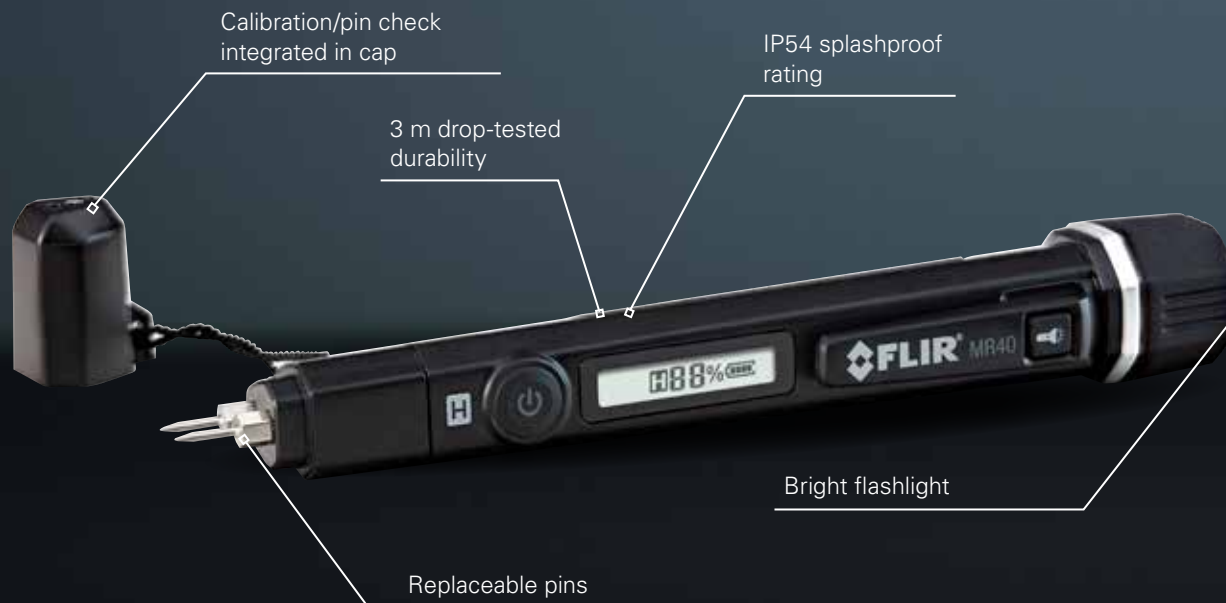 Calibration/pin check
integrated in cap
IP54 splashproof
rating
3 m drop-tested
durability
H88%
FLIR® MR40
H
Bright flashlight
Replaceable pins